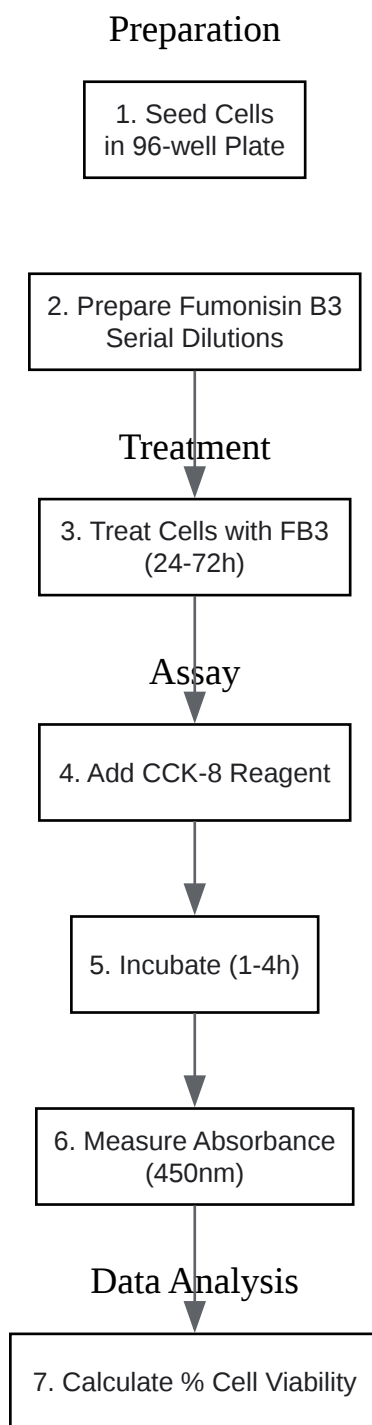 Preparation
1. Seed Cells
in 96-well Plate
2. Prepare Fumonisin B3
Serial Dilutions
Treatment
3. Treat Cells with FB3
(24-72h)
Assay
4. Add CCK-8 Reagent
5. Incubate (1-4h)
6. Measure Absorbance
(450nm)
Data Analysis
7. Calculate % Cell Viability